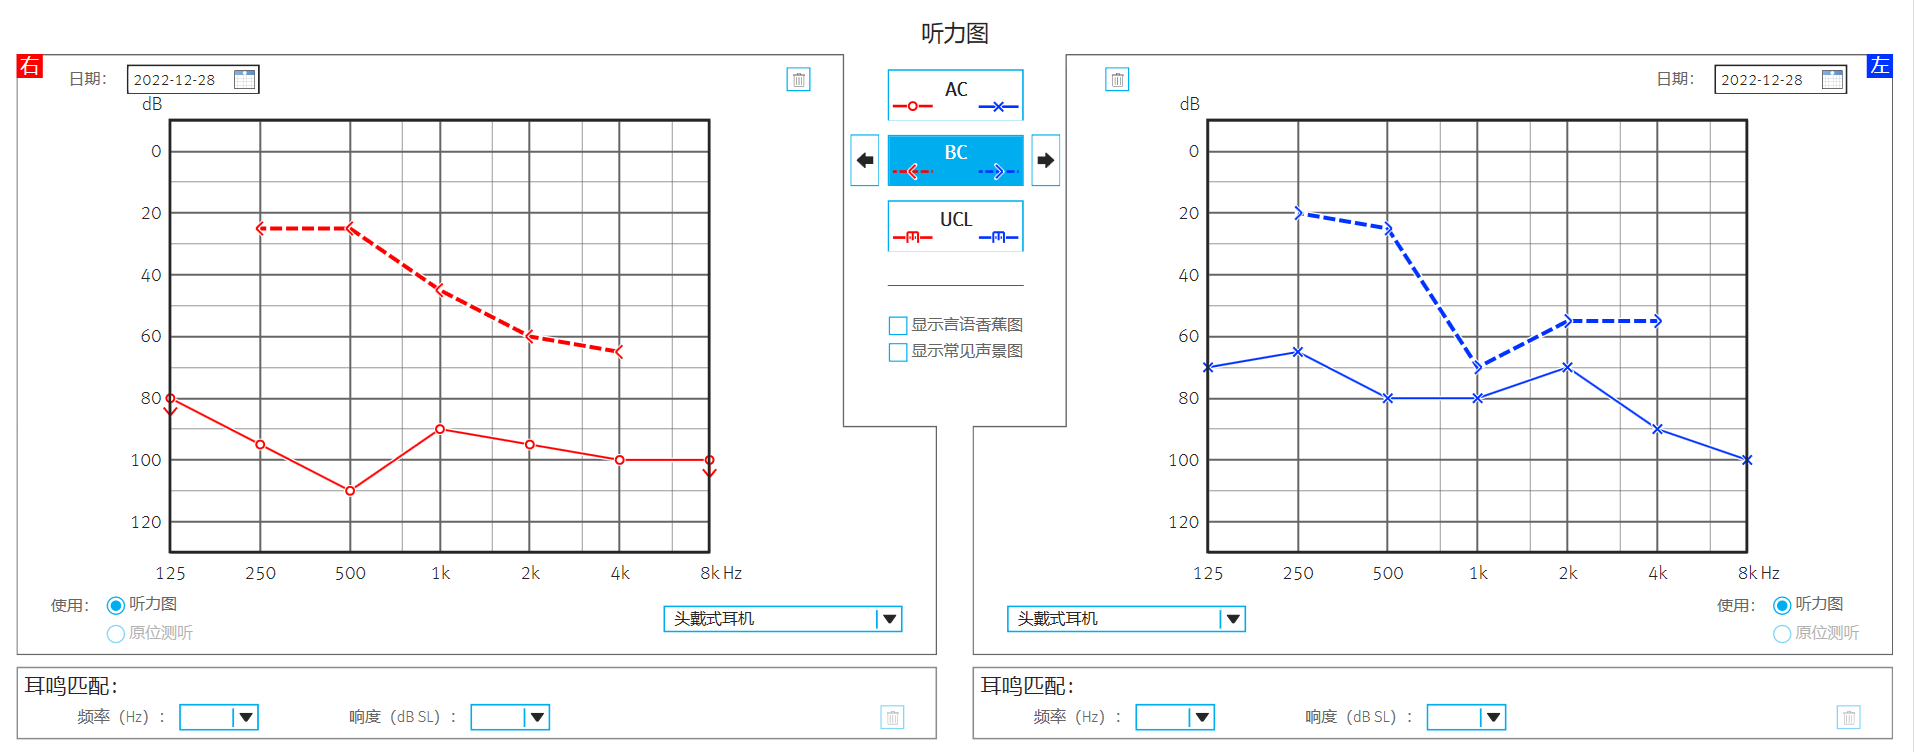 听力图
右
日期：
2022-12-28
dB
0
20
40
60
80
100
120
125 250 500 1k 2k 4k 8k Hz
使用：
听力图
原位测听
头戴式耳机
AC
BC
UCL
显示言语香蕉图
显示常见声景图
左
日期：
2022-12-28
dB
0
20
40
60
80
100
120
125 250 500 1k 2k 4k 8k Hz
头戴式耳机
使用：
听力图
原位测听
耳鸣匹配：
频率（Hz）： 响度（dB SL）：
耳鸣匹配：
频率（Hz）： 响度（dB SL）：